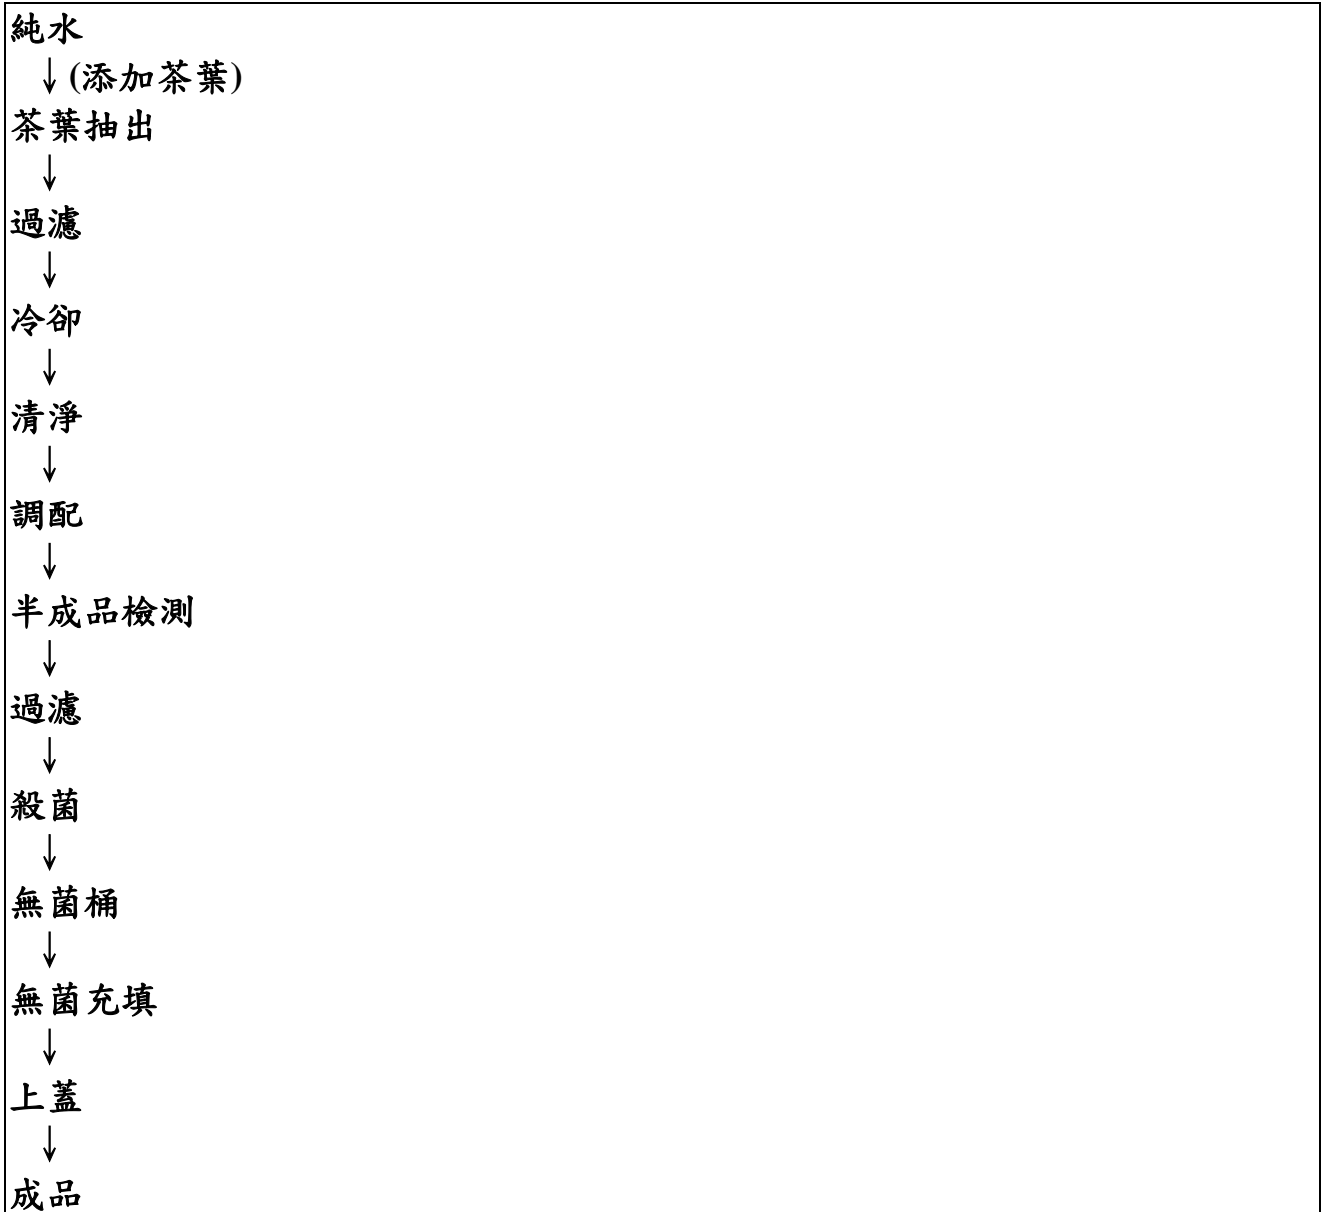 純水
↓(添加茶葉)
茶葉抽出
↓
過濾
↓
冷卻
↓
清淨
↓
調配
↓
半成品檢測
↓
過濾
↓
殺菌
↓
無菌桶
↓
無菌充填
↓
上蓋
↓
成品